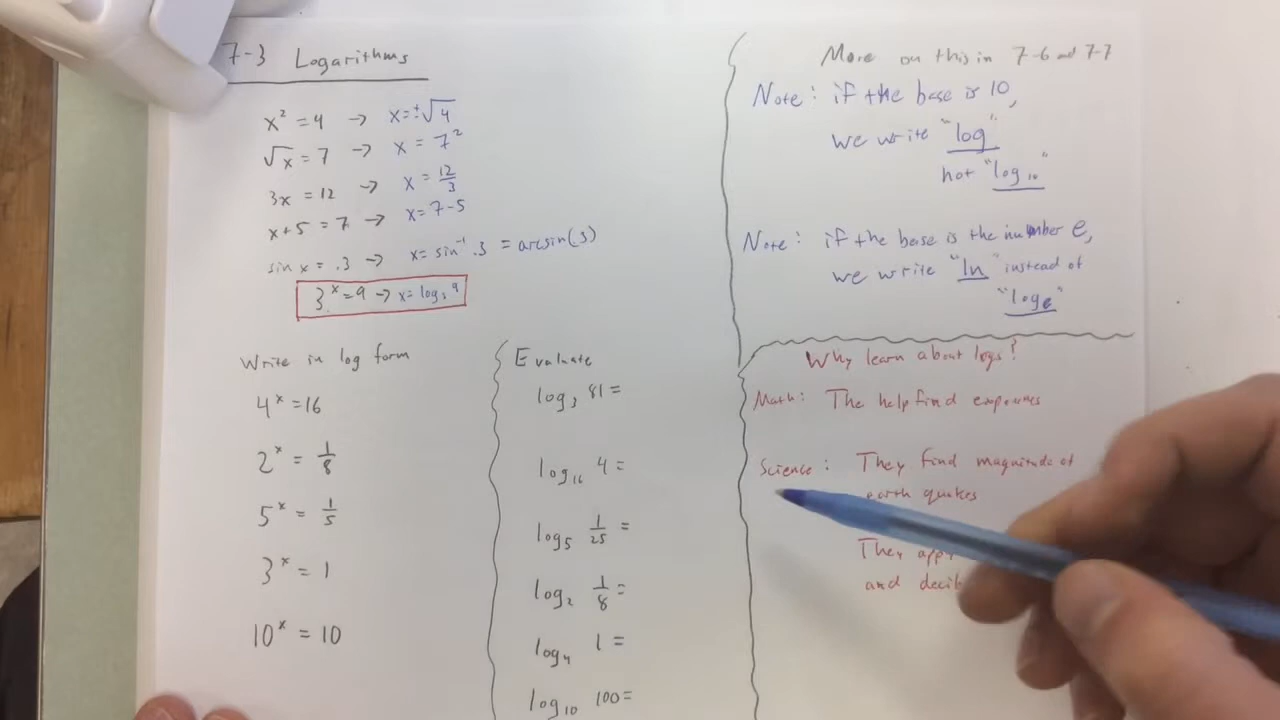 7-3 Logarithms
x² = 4 → x = ±√4
√x = 7 → x = 7²
3x = 12 → x = 12/3
x+5 = 7 → x = 7-5
sin x = .3 → x = sin⁻¹ .3 = arcsin(3)
3ˣ = 9 → x = log₃ 9
Write in log form
4ˣ = 16
2ˣ = 1/8
5ˣ = 1/5
3ˣ = 1
10ˣ = 10
Evaluate
log₃ 81 =
log₁₆ 4 =
log₅ 1/25 =
log₂ 1/8 =
log₄ 1 =
log₁₀ 100 =
More on this in 7-6 and 7-7
Note: if the base is 10,
we write "log"
not "log₁₀"
Note: if the base is the number e,
we write "ln" instead of
"logₑ"
Why learn about logs?
Math: The help find
Science: They find magnitude of
earth quakes
They
and